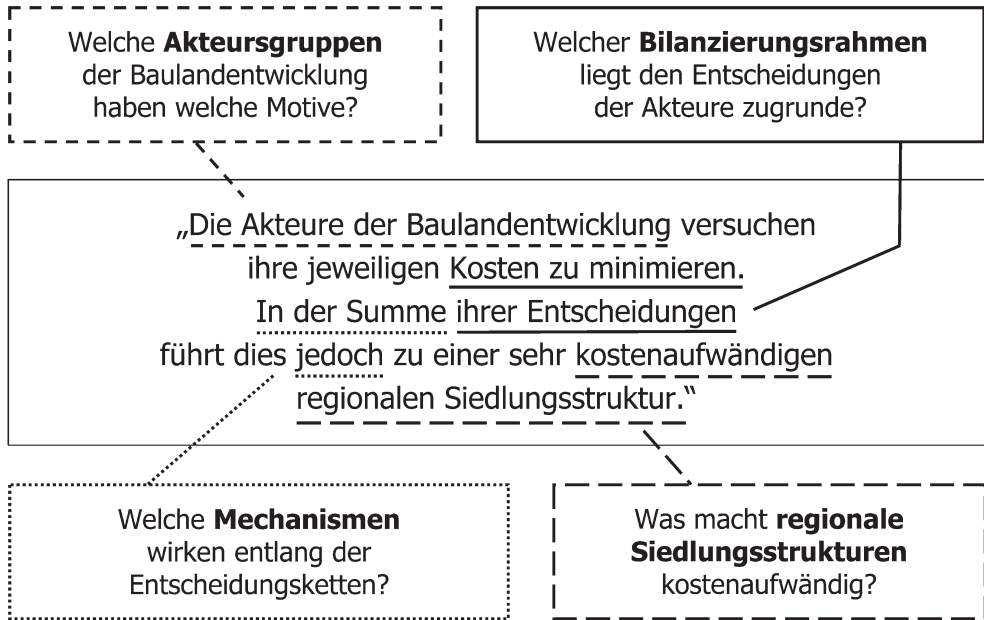 Welche Akteursgruppen
der Baulandentwicklung
haben welche Motive?
Welcher Bilanzierungsrahmen
liegt den Entscheidungen
der Akteure zugrunde?
„Die Akteure der Baulandentwicklung versuchen
ihre jeweiligen Kosten zu minimieren.
In der Summe ihrer Entscheidungen
führt dies jedoch zu einer sehr kostenaufwändigen
regionalen Siedlungsstruktur.“
Welche Mechanismen
wirken entlang der
Entscheidungsketten?
Was macht regionale
Siedlungsstrukturen
kostenaufwändig?